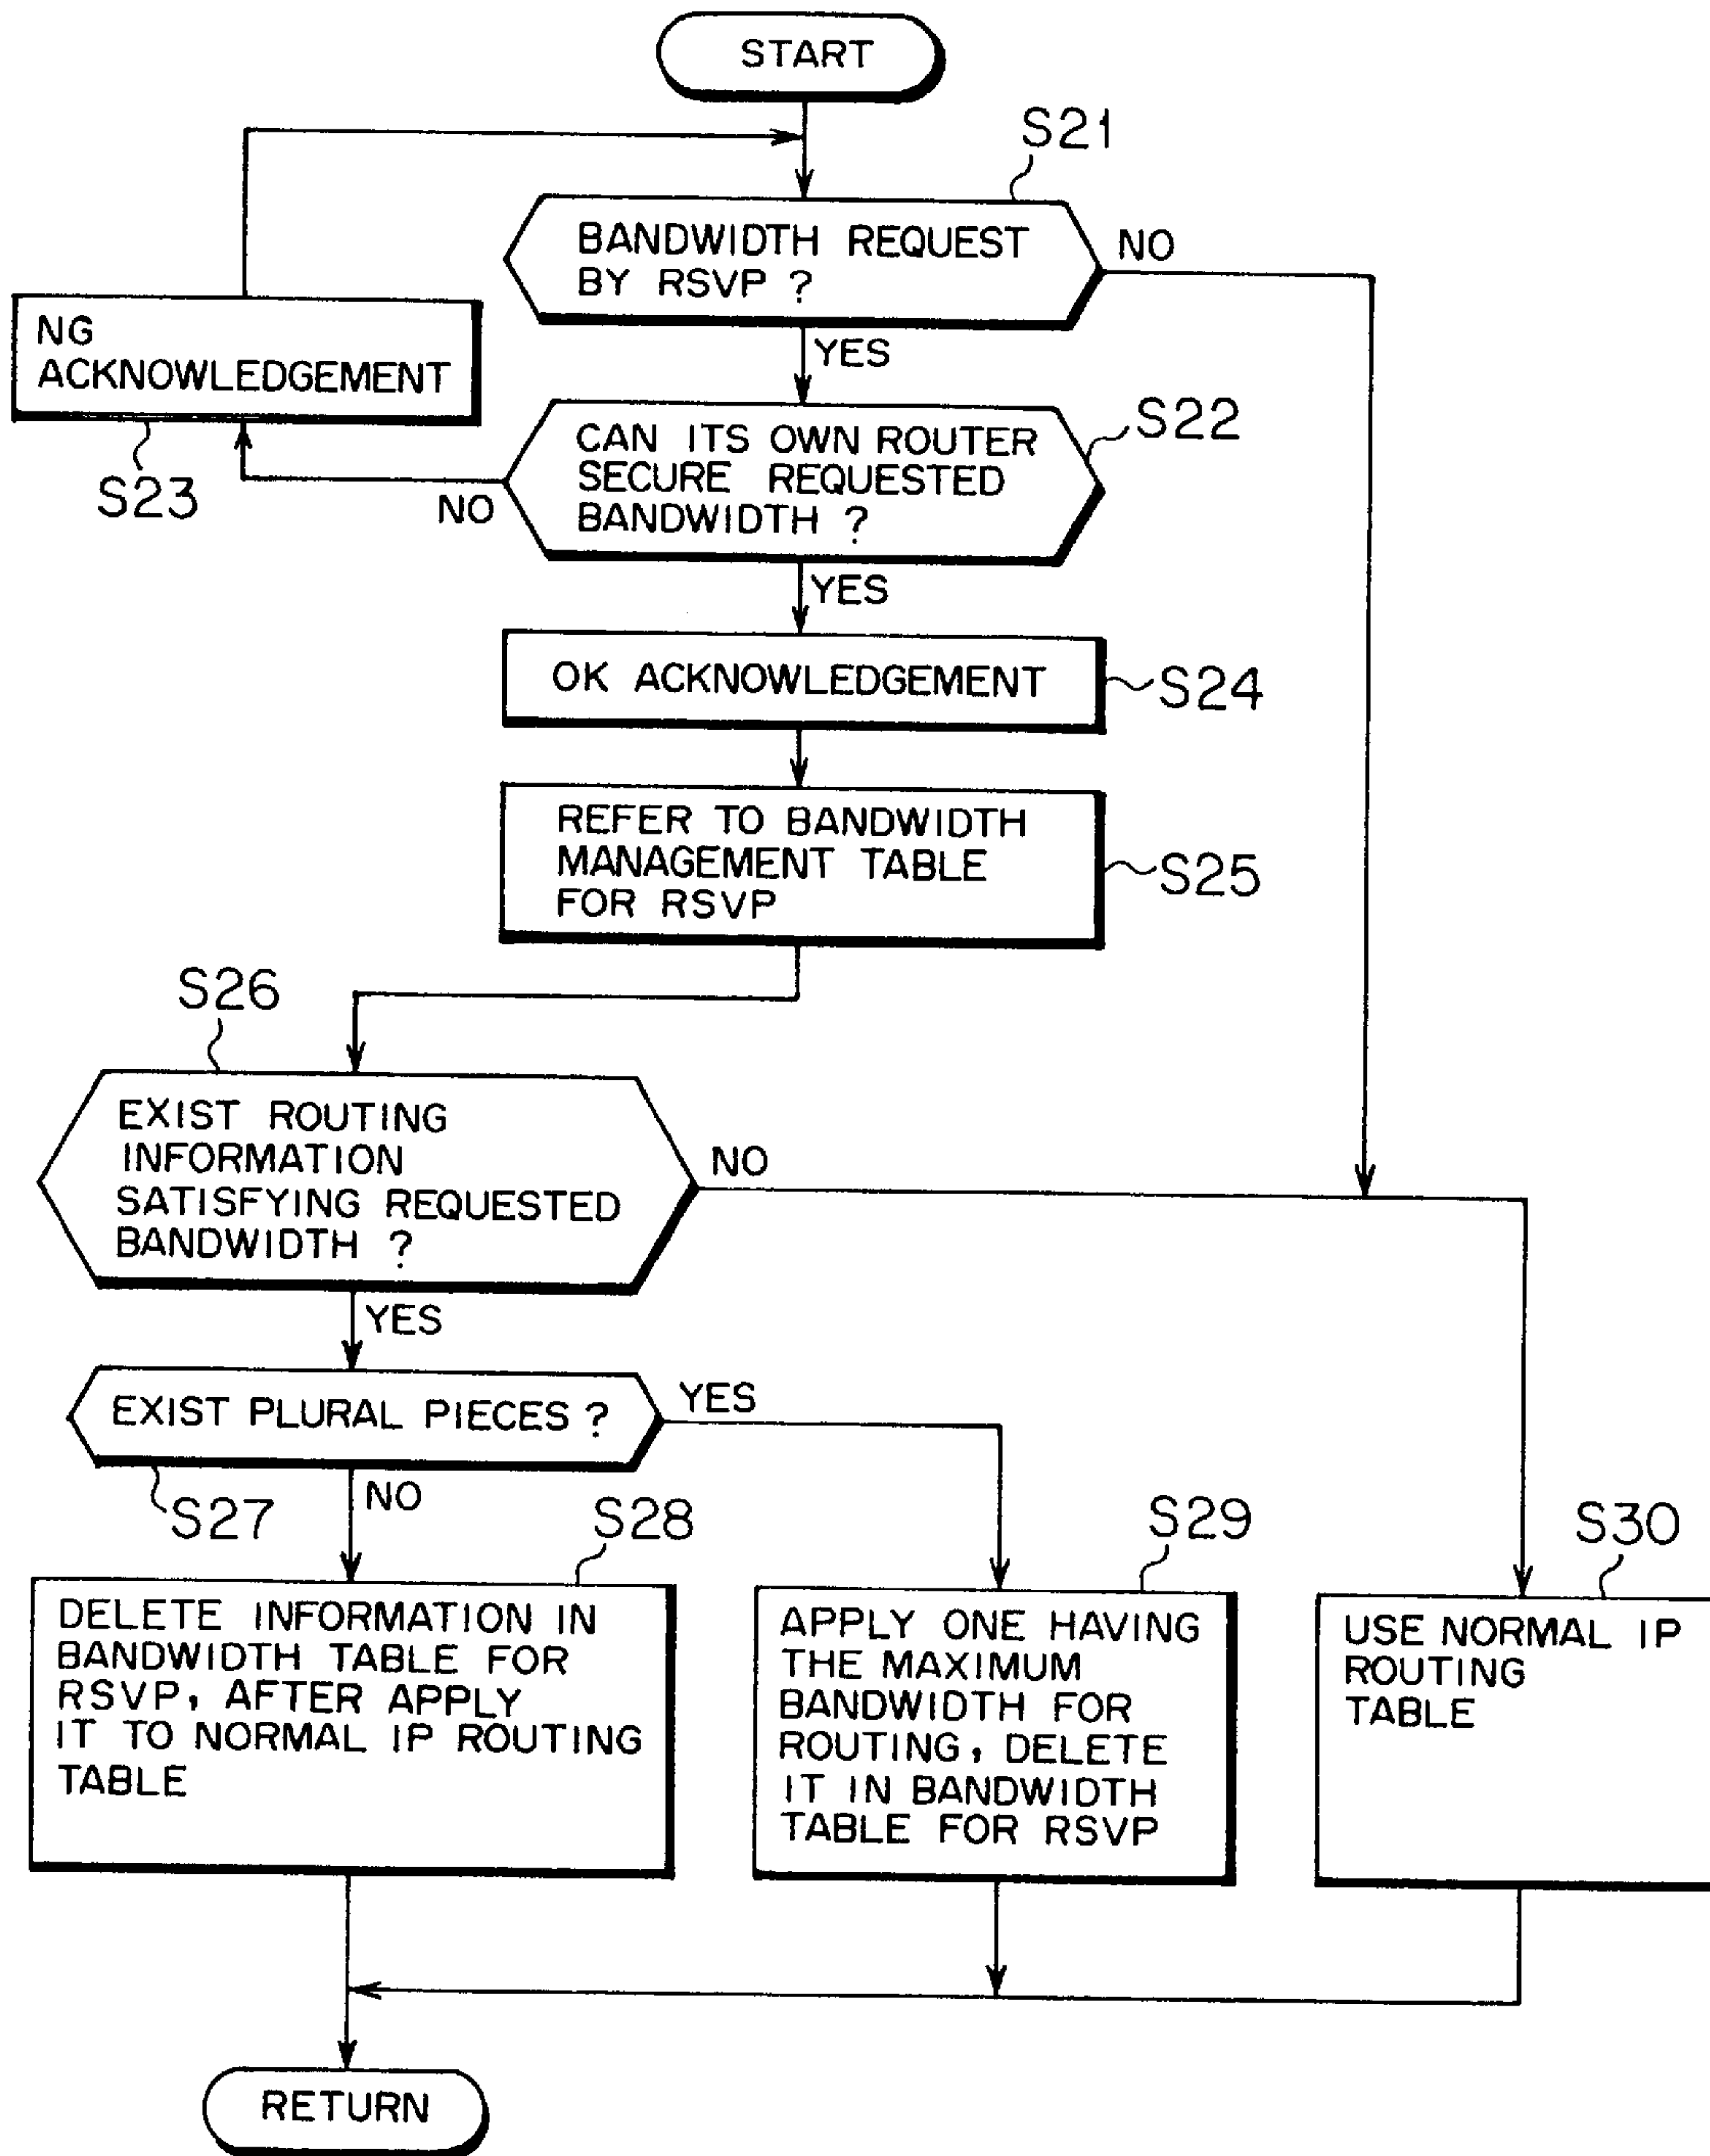 START
S21
BANDWIDTH REQUEST
BY RSVP ?
NO
YES
NG
ACKNOWLEDGEMENT
S23
CAN ITS OWN ROUTER
SECURE REQUESTED
BANDWIDTH ?
S22
NO
YES
OK ACKNOWLEDGEMENT
S24
REFER TO BANDWIDTH
MANAGEMENT TABLE
FOR RSVP
S25
S26
EXIST ROUTING
INFORMATION
SATISFYING REQUESTED
BANDWIDTH ?
NO
YES
EXIST PLURAL PIECES ?
YES
S27
NO
S28
DELETE INFORMATION IN
BANDWIDTH TABLE FOR
RSVP, AFTER APPLY
IT TO NORMAL IP ROUTING
TABLE
S29
APPLY ONE HAVING
THE MAXIMUM
BANDWIDTH FOR
ROUTING, DELETE
IT IN BANDWIDTH
TABLE FOR RSVP
S30
USE NORMAL IP
ROUTING
TABLE
RETURN